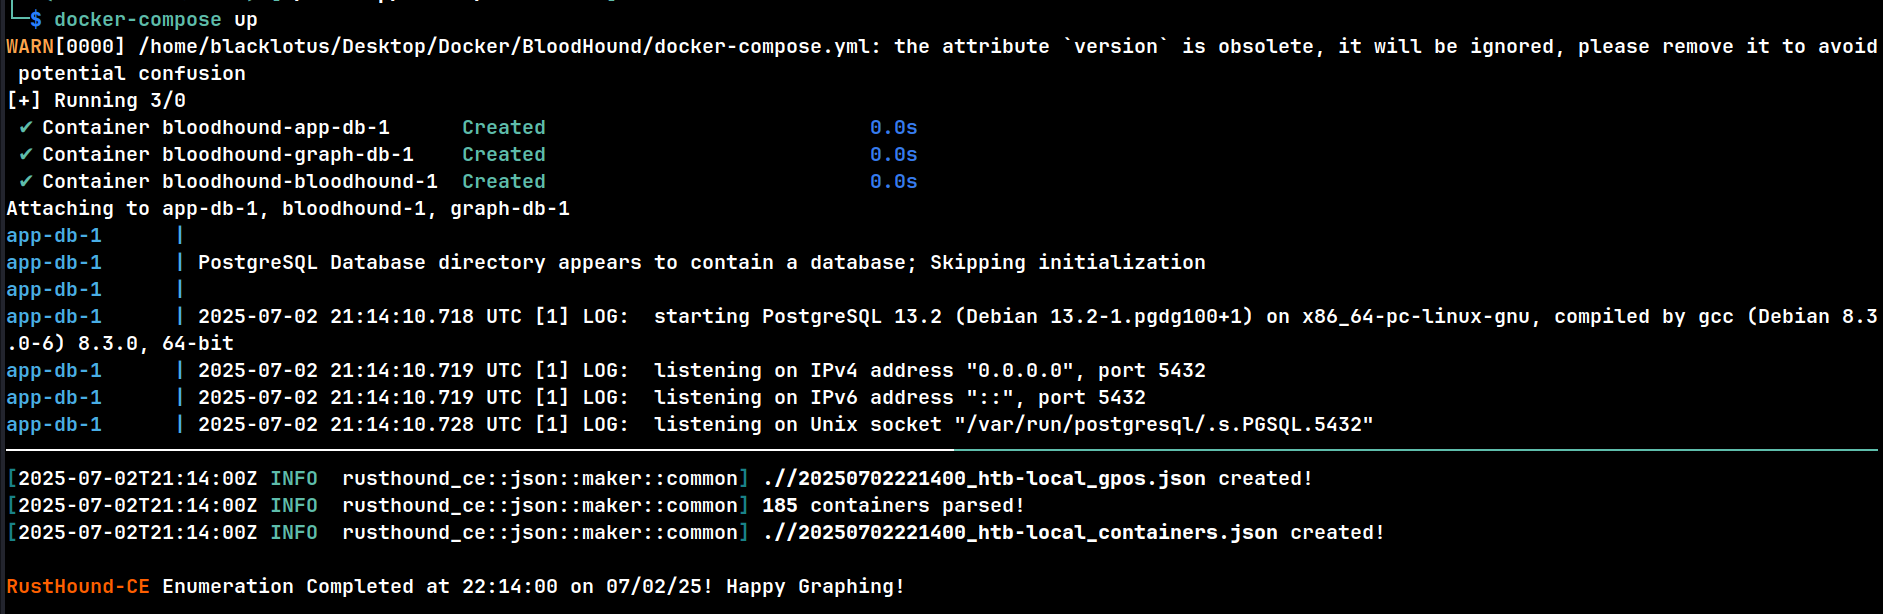 $ docker-compose up
WARN[0000] /home/blacklotus/Desktop/Docker/BloodHound/docker-compose.yml: the attribute `version` is obsolete, it will be ignored, please remove it to avoid
potential confusion
[+] Running 3/0
✔ Container bloodhound-app-db-1 Created 0.0s
✔ Container bloodhound-graph-db-1 Created 0.0s
✔ Container bloodhound-bloodhound-1 Created 0.0s
Attaching to app-db-1, bloodhound-1, graph-db-1
app-db-1 |
app-db-1 | PostgreSQL Database directory appears to contain a database; Skipping initialization
app-db-1 |
app-db-1 | 2025-07-02 21:14:10.718 UTC [1] LOG:  starting PostgreSQL 13.2 (Debian 13.2-1.pgdg100+1) on x86_64-pc-linux-gnu, compiled by gcc (Debian 8.3
.0-6) 8.3.0, 64-bit
app-db-1 | 2025-07-02 21:14:10.719 UTC [1] LOG:  listening on IPv4 address "0.0.0.0", port 5432
app-db-1 | 2025-07-02 21:14:10.719 UTC [1] LOG:  listening on IPv6 address "::", port 5432
app-db-1 | 2025-07-02 21:14:10.728 UTC [1] LOG:  listening on Unix socket "/var/run/postgresql/.s.PGSQL.5432"
[2025-07-02T21:14:00Z INFO  rusthound_ce::json::maker::common] .//20250702221400_htb-local_gpos.json created!
[2025-07-02T21:14:00Z INFO  rusthound_ce::json::maker::common] 185 containers parsed!
[2025-07-02T21:14:00Z INFO  rusthound_ce::json::maker::common] .//20250702221400_htb-local_containers.json created!
RustHound-CE Enumeration Completed at 22:14:00 on 07/02/25! Happy Graphing!